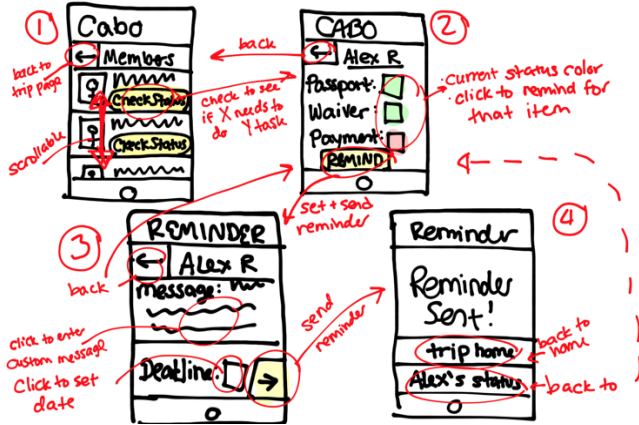 1
Cabo
← Members
back to
trip page
Check Status
Check Status
scrollable
back
check to see
if X needs to
do Y task
2
CABO
← Alex R
Passport:
Waiver:
Payment:
REMIND
• current status color
• click to remind for
that item
set + send
reminder
3
REMINDER
← Alex R
message:
back
click to enter
custom message
Click to set
date
Deadline:
→
send
reminder
4
Reminder
Reminder
Sent!
trip home
back to
home
Alex's status
back to